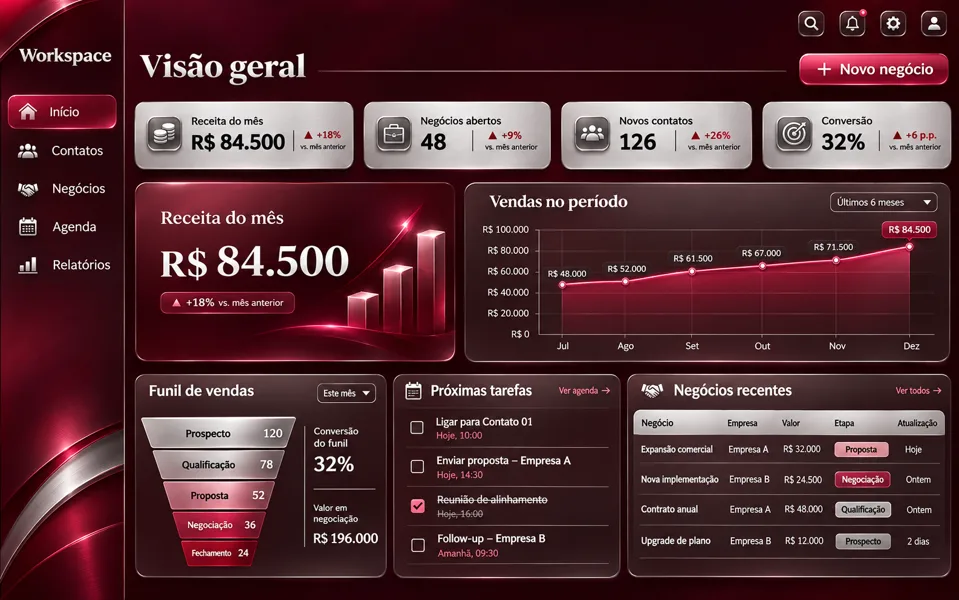 Workspace
Início
Contatos
Negócios
Agenda
Relatórios
Visão geral
+ Novo negócio
Receita do mês
R$ 84.500
▲ +18%
vs. mês anterior
Negócios abertos
48
▲ +9%
vs. mês anterior
Novos contatos
126
▲ +26%
vs. mês anterior
Conversão
32%
▲ +6 p.p.
vs. mês anterior
Receita do mês
R$ 84.500
▲ +18% vs. mês anterior
Vendas no período
Últimos 6 meses
R$ 100.000
R$ 80.000
R$ 60.000
R$ 40.000
R$ 20.000
R$ 0
R$ 48.000
R$ 52.000
R$ 61.500
R$ 67.000
R$ 71.500
R$ 84.500
Jul
Ago
Set
Out
Nov
Dez
Funil de vendas
Este mês
Prospecto 120
Qualificação 78
Proposta 52
Negociação 36
Fechamento 24
Conversão
do funil
32%
Valor em
negociação
R$ 196.000
Próximas tarefas
Ver agenda →
Ligar para Contato 01
Hoje, 10:00
Enviar proposta – Empresa A
Hoje, 14:30
Reunião de alinhamento
Hoje, 16:00
Follow-up – Empresa B
Amanhã, 09:30
Negócios recentes
Ver todos →
Negócio Empresa Valor Etapa Atualização
Expansão comercial Empresa A R$ 32.000 Proposta Hoje
Nova implementação Empresa B R$ 24.500 Negociação Ontem
Contrato anual Empresa A R$ 48.000 Qualificação Ontem
Upgrade de plano Empresa B R$ 12.000 Prospecto 2 dias